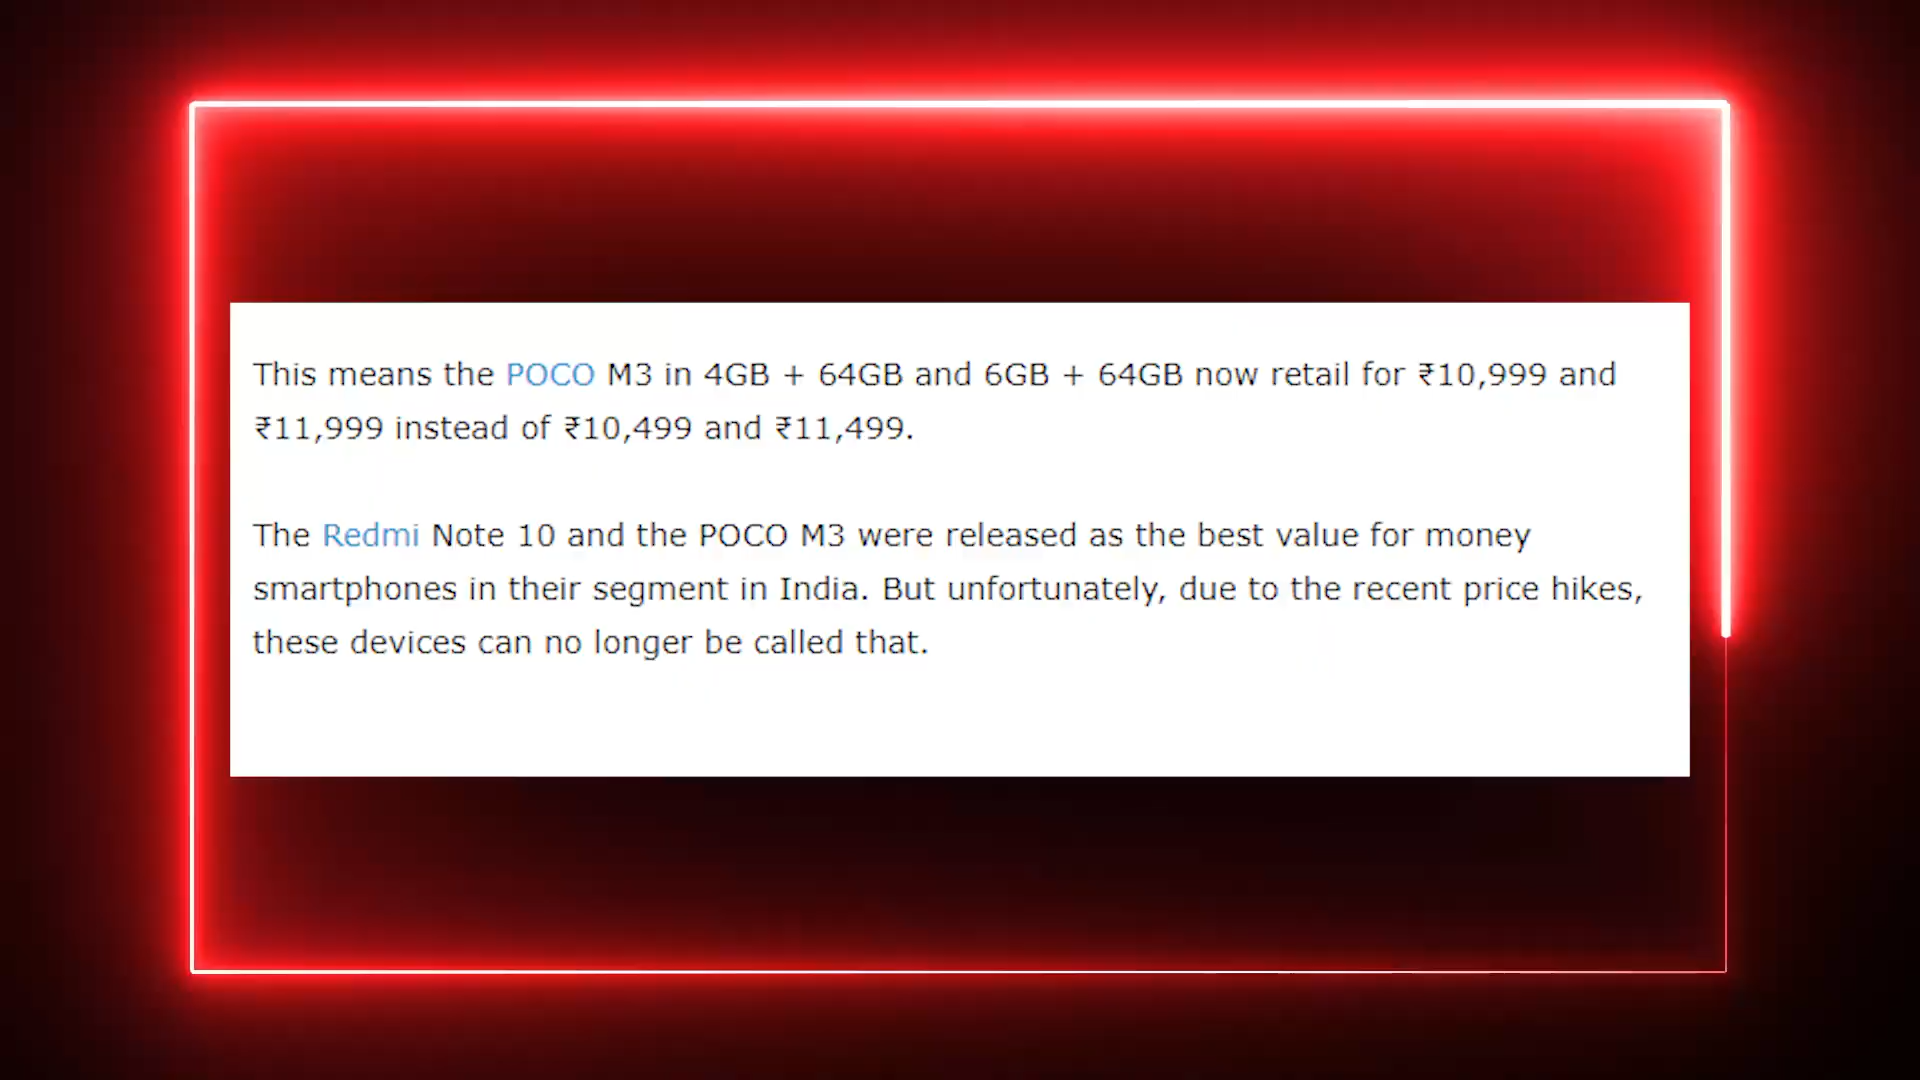 This means the POCO M3 in 4GB + 64GB and 6GB + 64GB now retail for ₹10,999 and
₹11,999 instead of ₹10,499 and ₹11,499.
The Redmi Note 10 and the POCO M3 were released as the best value for money
smartphones in their segment in India. But unfortunately, due to the recent price hikes,
these devices can no longer be called that.